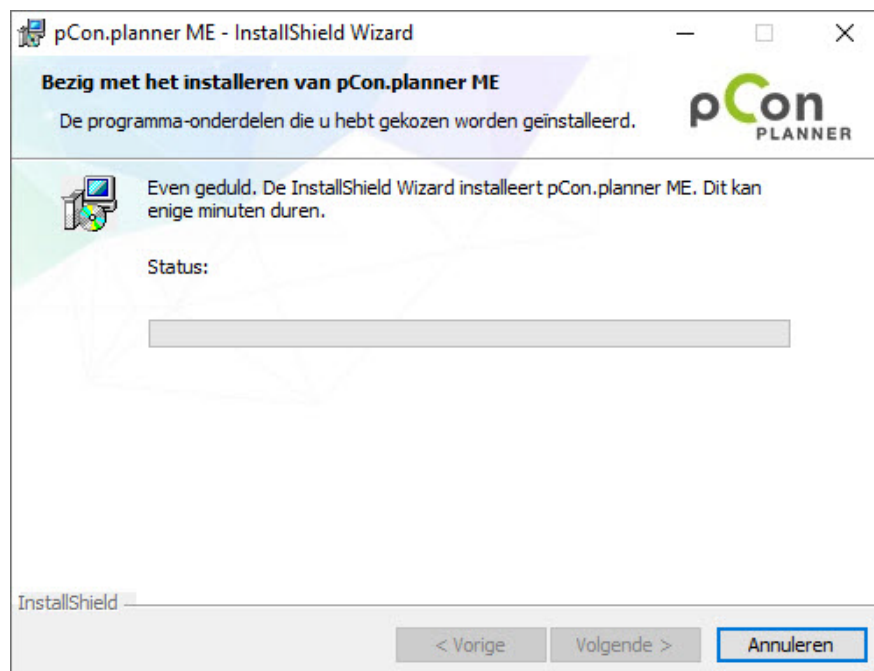 pCon.planner ME - InstallShield Wizard
Bezig met het installeren van pCon.planner ME
De programma-onderdelen die u hebt gekozen worden geïnstalleerd.
pCon
PLANNER
Even geduld. De InstallShield Wizard installeert pCon.planner ME. Dit kan
enige minuten duren.
Status:
InstallShield
< Vorige
Volgende >
Annuleren